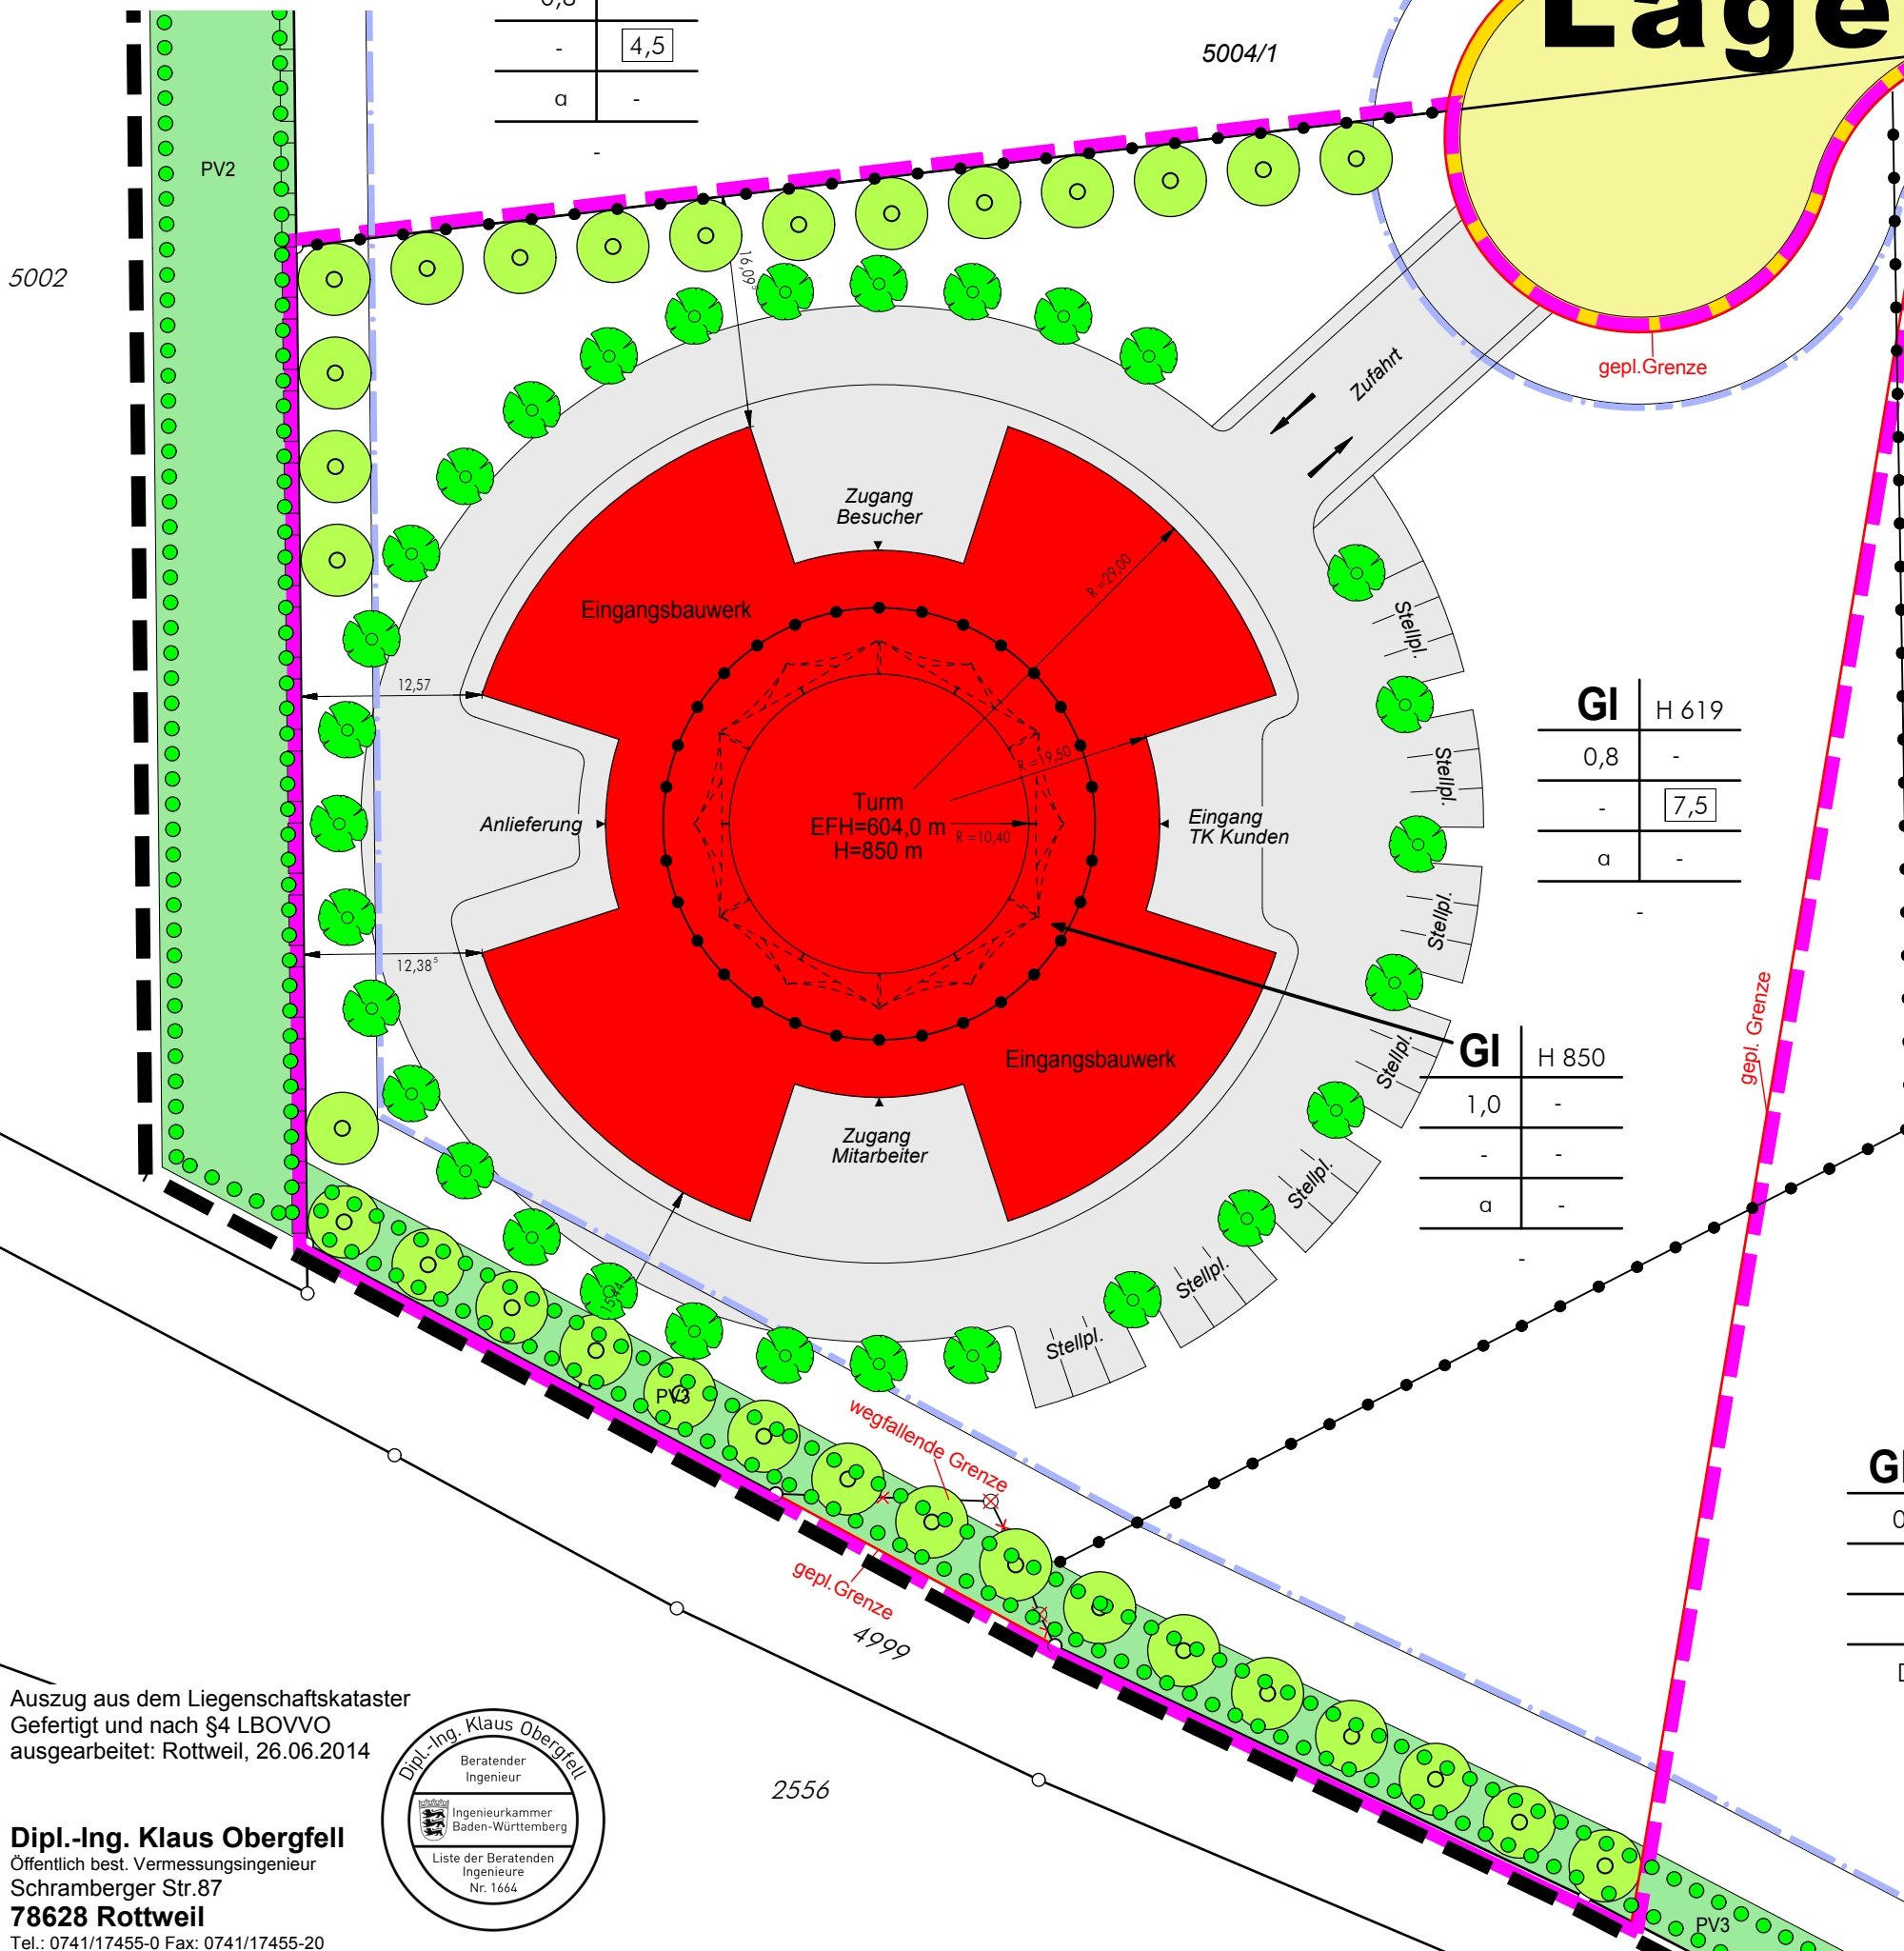 Lage
0,8
-
4,5
a
-
-
5004/1
PV2
5002
16,09⁵
gepl.Grenze
Zufahrt
Zugang
Besucher
R =29,00
Eingangsbauwerk
Stellpl.
12,57
GI
H 619
0,8
-
-
7,5
a
-
-
R =19,50
Stellpl.
Turm
EFH=604,0 m
H=850 m
R =10,40
Anlieferung
Eingang
TK Kunden
Stellpl.
12,38⁵
gepl. Grenze
Stellpl.
GI
H 850
1,0
-
-
-
a
-
-
Eingangsbauwerk
Zugang
Mitarbeiter
Stellpl.
Stellpl.
Stellpl.
PV3
wegfallende Grenze
gepl.Grenze
4999
2556
PV3
Auszug aus dem Liegenschaftskataster
Gefertigt und nach §4 LBOVVO
ausgearbeitet: Rottweil, 26.06.2014
Dipl.-Ing. Klaus Obergfell
Beratender
Ingenieur
Ingenieurkammer
Baden-Württemberg
Liste der Beratenden
Ingenieure
Nr. 1664
Dipl.-Ing. Klaus Obergfell
Öffentlich best. Vermessungsingenieur
Schramberger Str.87
78628 Rottweil
Tel.: 0741/17455-0 Fax: 0741/17455-20